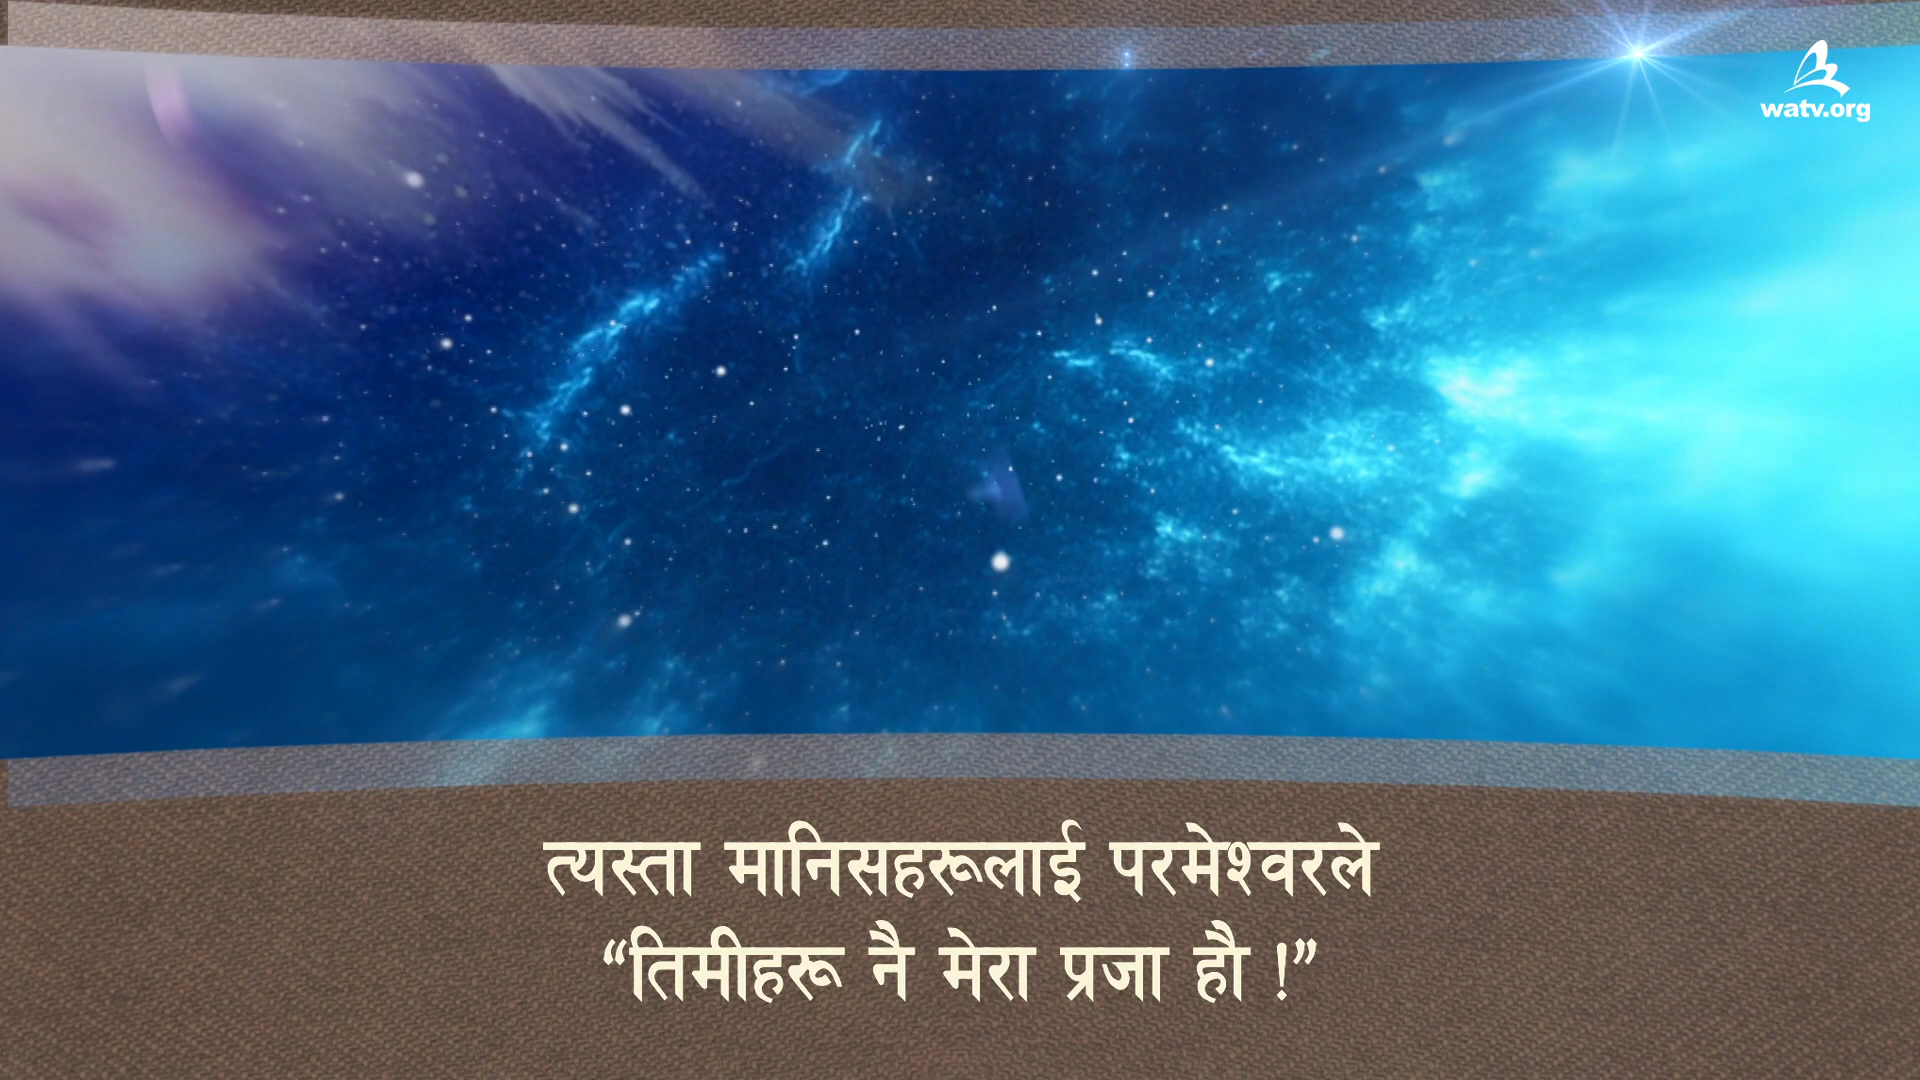 watv.org
त्यस्ता मानिसहरूलाई परमेश्वरले
“तिमीहरू नै मेरा प्रजा हौ !”